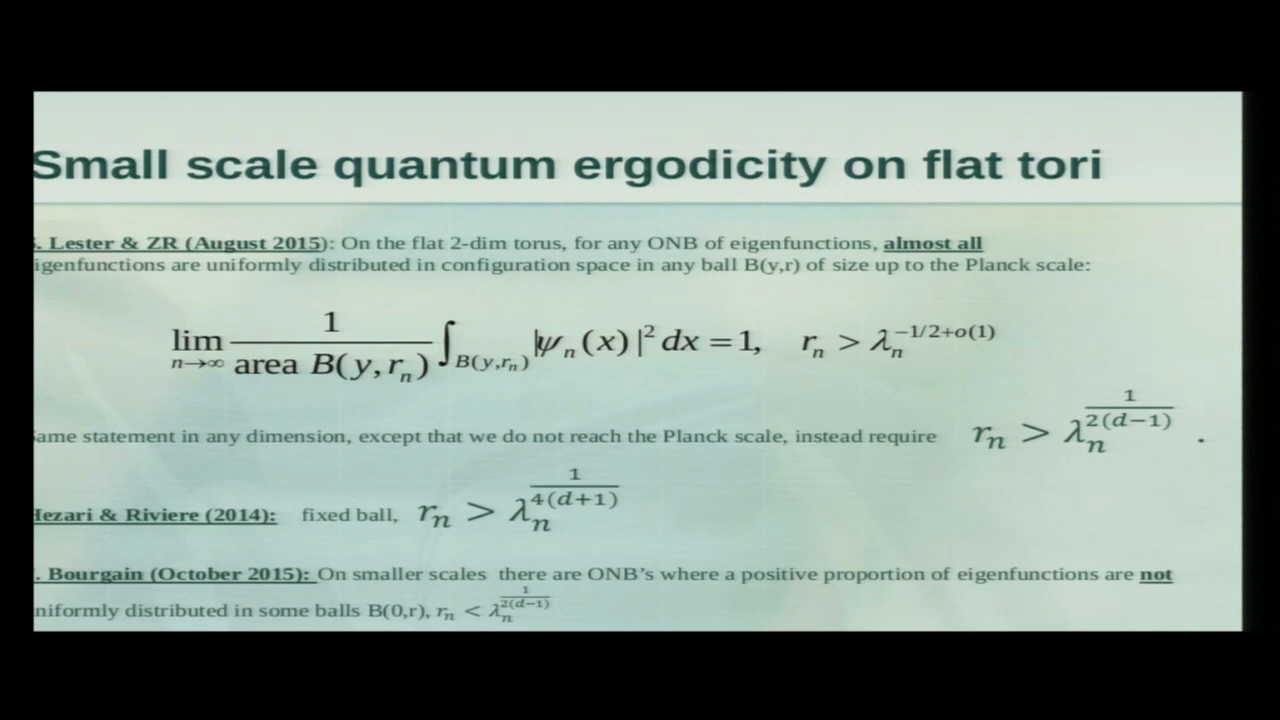 Small scale quantum ergodicity on flat tori
. Lester & ZR (August 2015): On the flat 2-dim torus, for any ONB of eigenfunctions, almost all
igenfunctions are uniformly distributed in configuration space in any ball B(y,r) of size up to the Planck scale:
lim_{n→∞} \frac{1}{area B(y,r_n)} ∫_{B(y,r_n)} |ψ_n(x)|^2 dx = 1, r_n > λ_n^{-1/2+o(1)}
ame statement in any dimension, except that we do not reach the Planck scale, instead require r_n > λ_n^{\frac{1}{2(d-1)}} .
Hezari & Riviere (2014): fixed ball, r_n > λ_n^{\frac{1}{4(d+1)}}
. Bourgain (October 2015): On smaller scales there are ONB's where a positive proportion of eigenfunctions are not
niformly distributed in some balls B(0,r), r_n < λ_n^{\frac{1}{2(d-1)}}